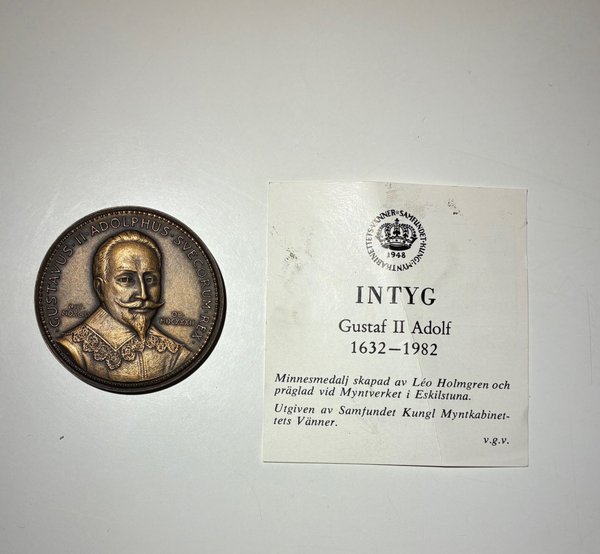 GUSTAVUS·II·ADOLPHUS·SVECORUM·REX
SAMFUNDET·KUNGL·MYNTKABINETTETS·VÄNNER
1948
INTYG
Gustaf II Adolf
1632–1982
Minnesmedalj skapad av Léo Holmgren och
präglad vid Myntverket i Eskilstuna.
Utgiven av Samfundet Kungl Myntkabinet-
tets Vänner.
v.g.v.